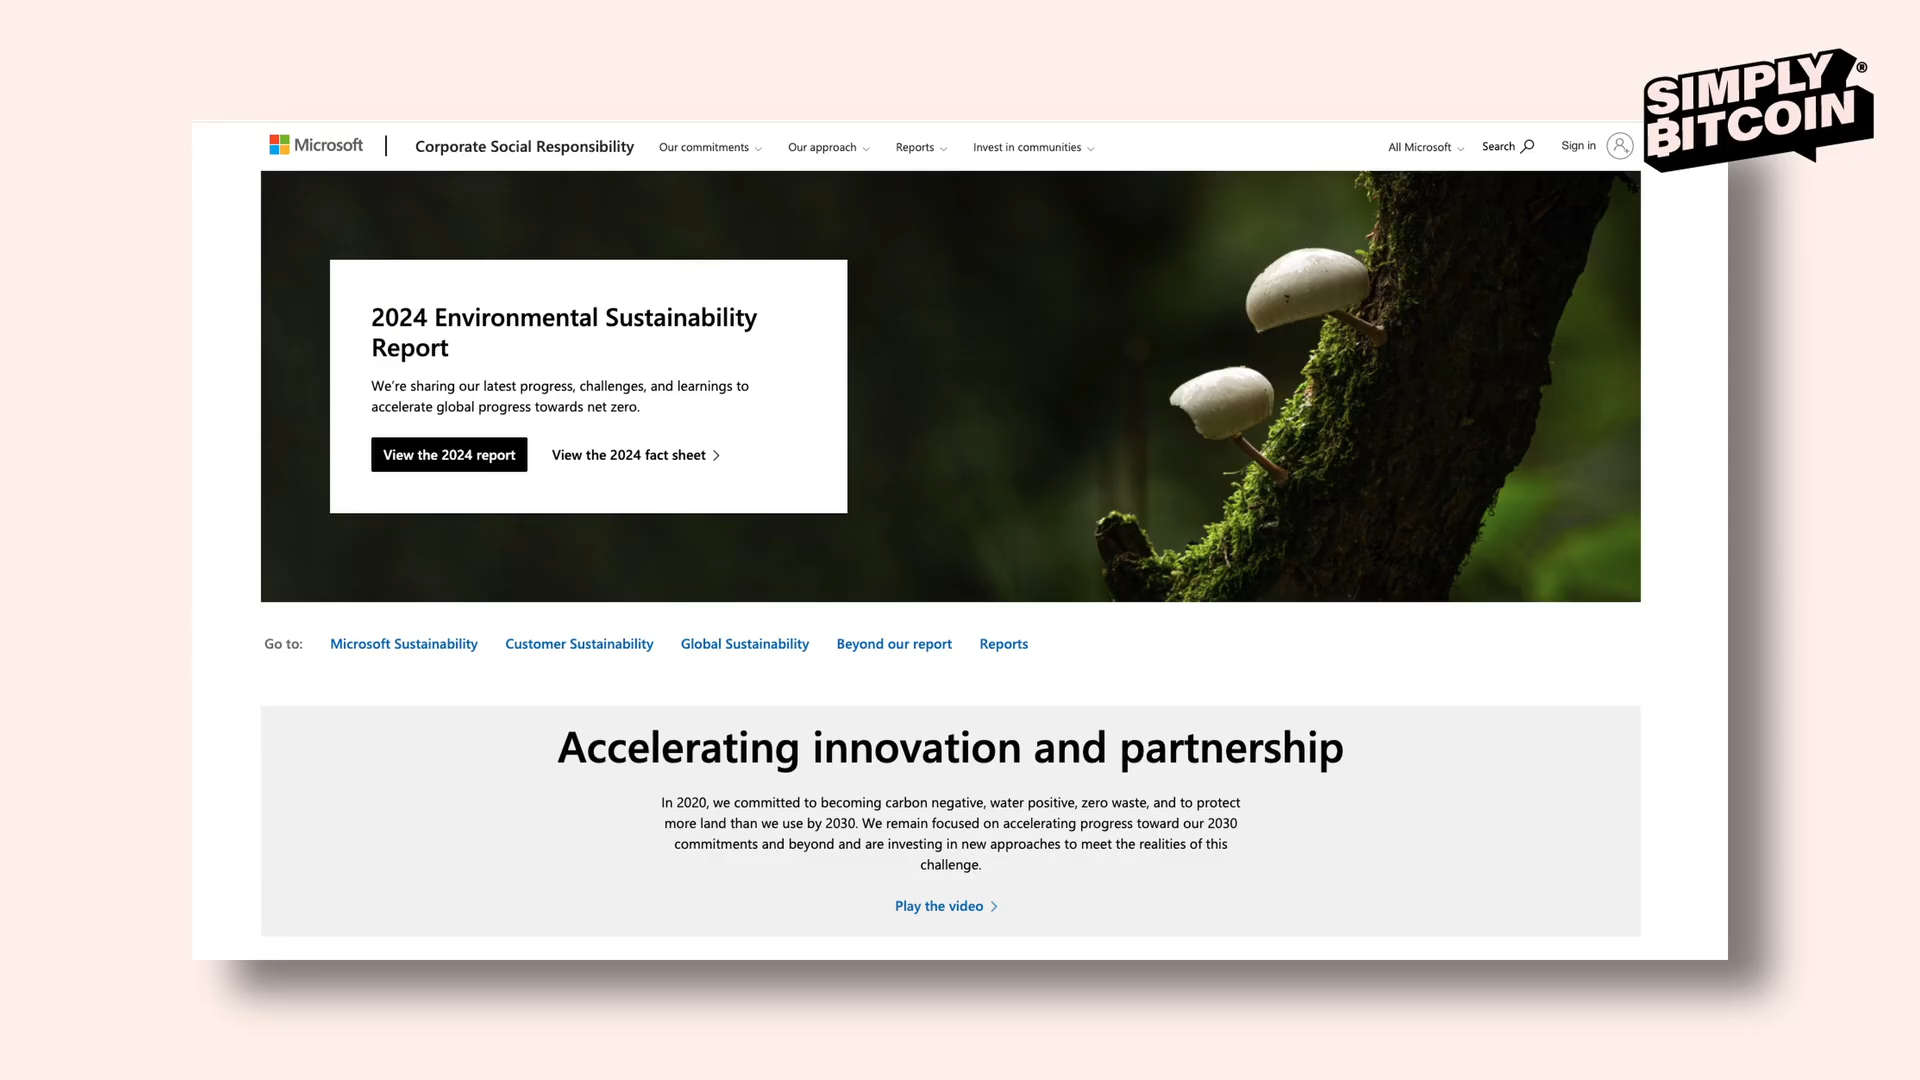 SIMPLY
BITCOIN
®
Microsoft
Corporate Social Responsibility
Our commitments
Our approach
Reports
Invest in communities
All Microsoft
Search
Sign in
2024 Environmental Sustainability
Report
We’re sharing our latest progress, challenges, and learnings to
accelerate global progress towards net zero.
View the 2024 report
View the 2024 fact sheet
Go to:
Microsoft Sustainability
Customer Sustainability
Global Sustainability
Beyond our report
Reports
Accelerating innovation and partnership
In 2020, we committed to becoming carbon negative, water positive, zero waste, and to protect
more land than we use by 2030. We remain focused on accelerating progress toward our 2030
commitments and beyond and are investing in new approaches to meet the realities of this
challenge.
Play the video